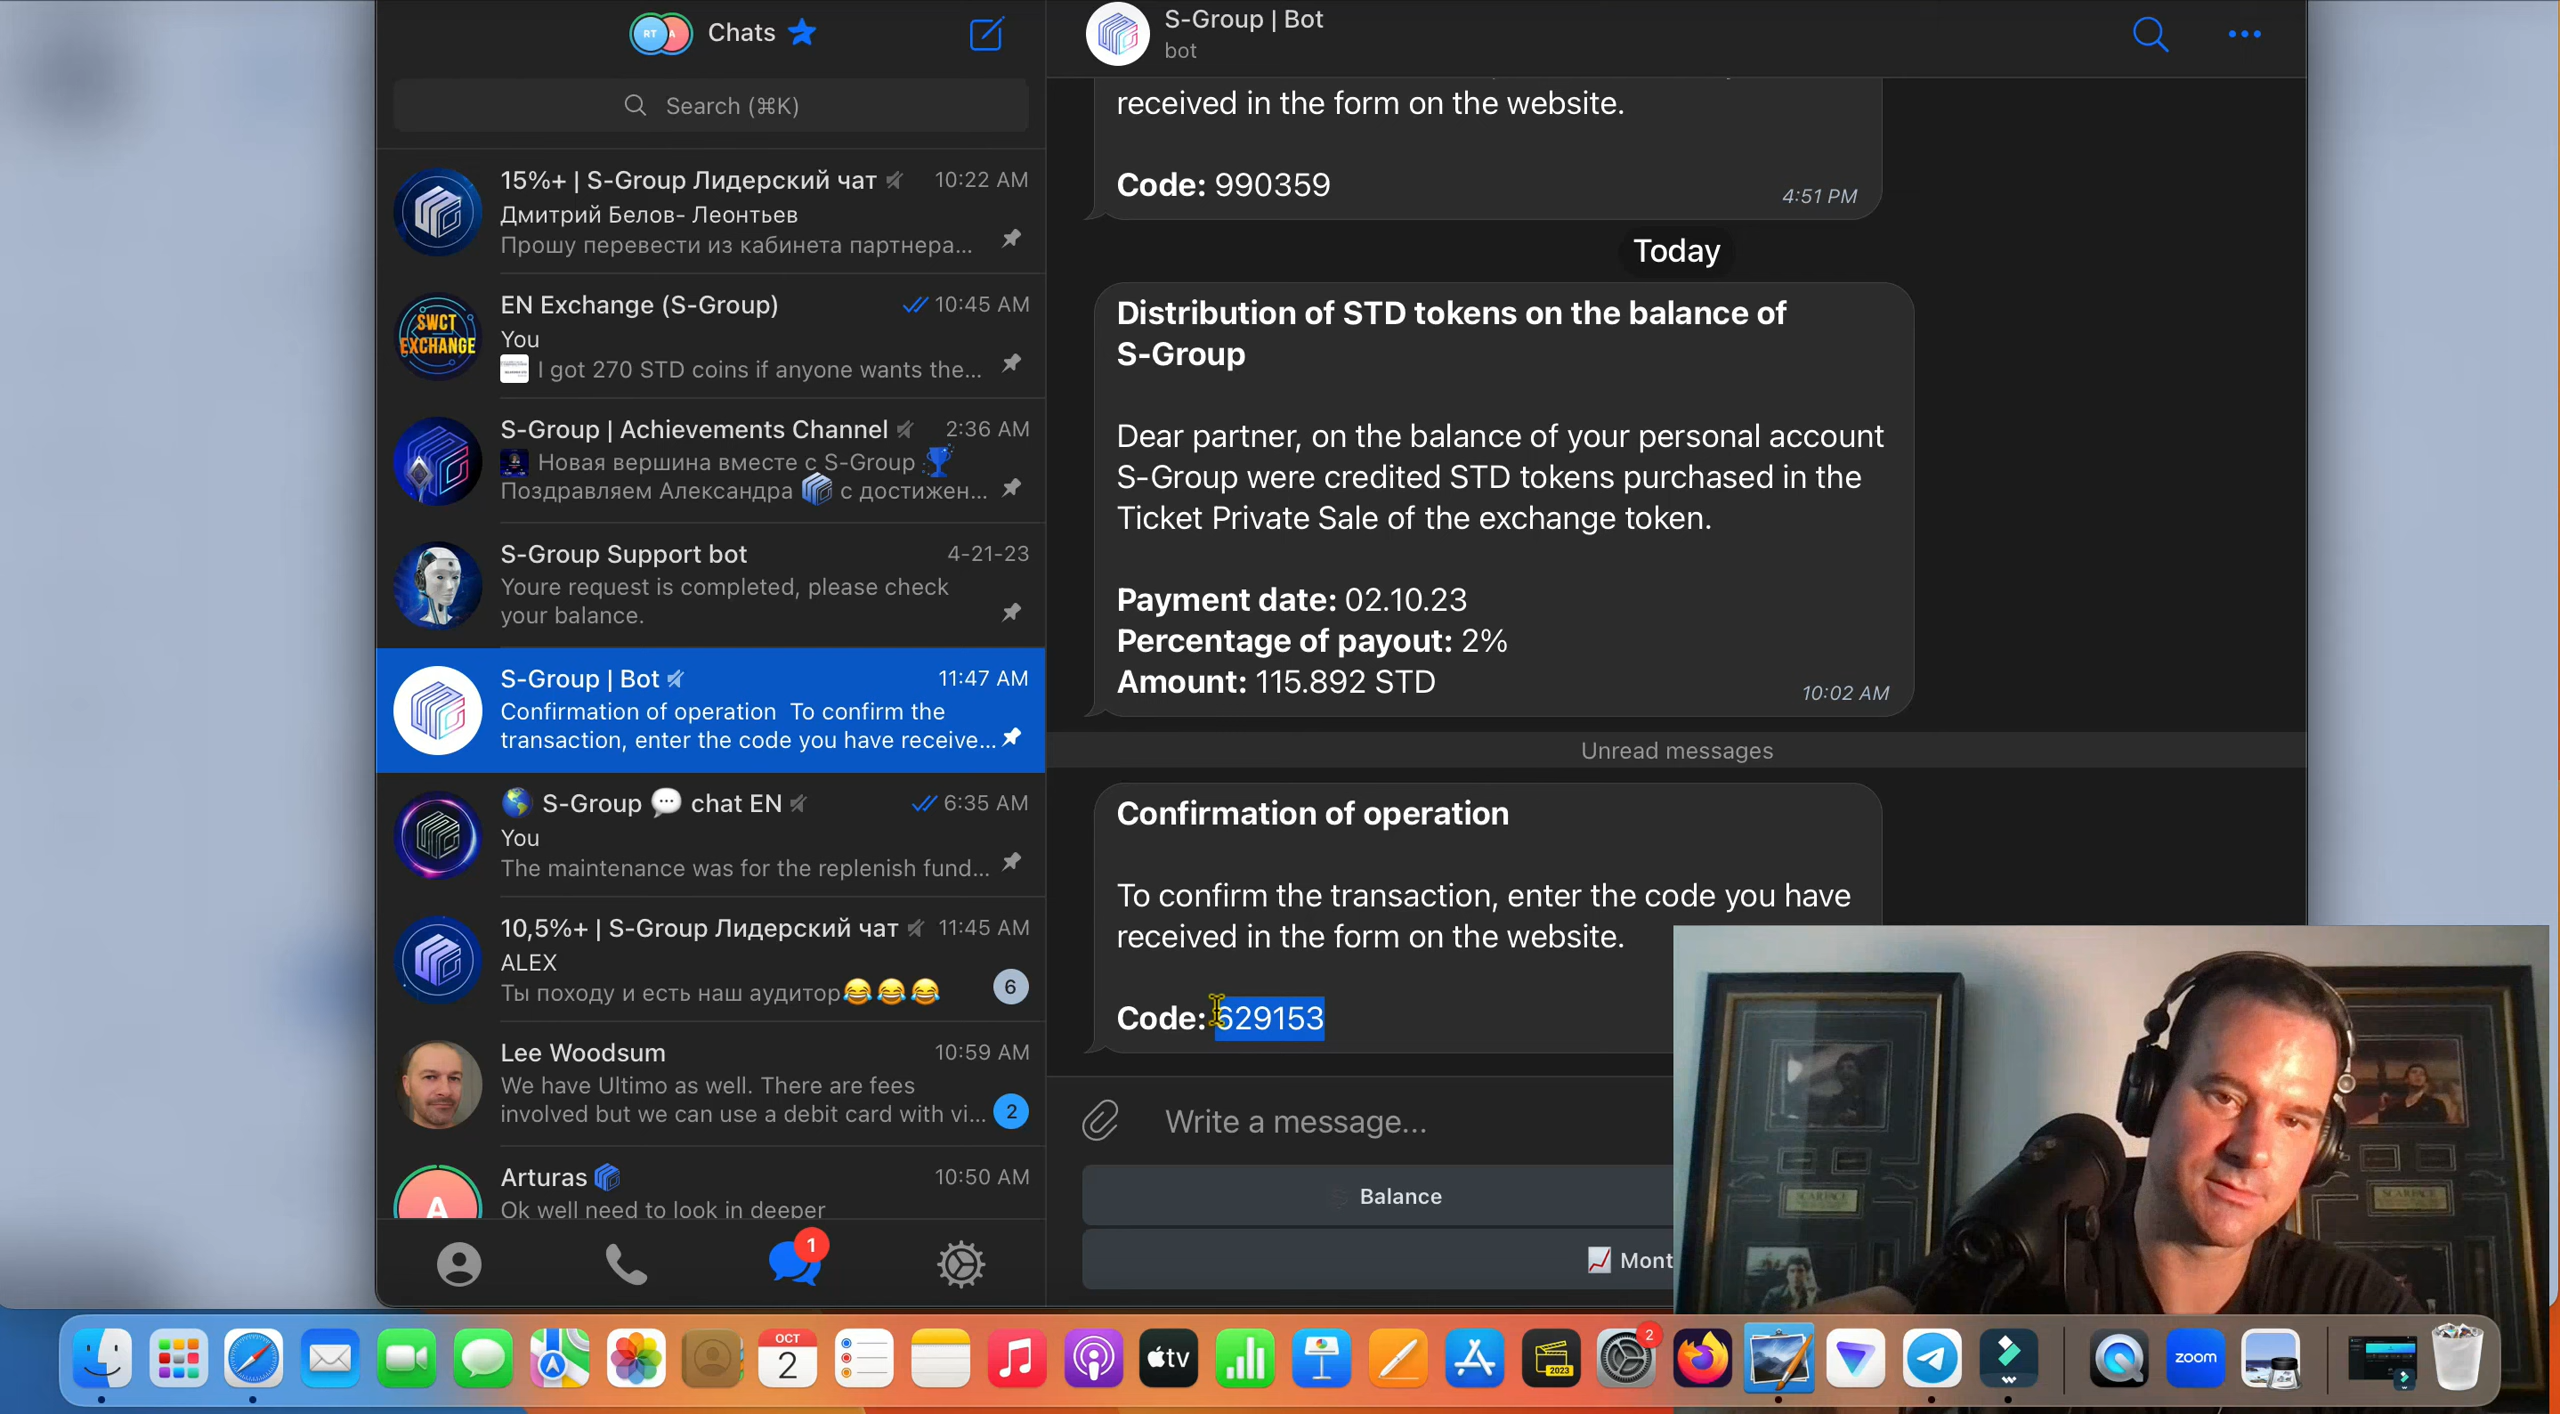 RT A
Chats
Search (⌘K)
15%+ | S-Group Лидерский чат 10:22 AM
Дмитрий Белов- Леонтьев
Прошу перевести из кабинета партнера...
SWCT
EXCHANGE
EN Exchange (S-Group) 10:45 AM
You
I got 270 STD coins if anyone wants the...
S-Group | Achievements Channel 2:36 AM
Новая вершина вместе с S-Group 🏆
Поздравляем Александра с достижен...
S-Group Support bot 4-21-23
Youre request is completed, please check
your balance.
S-Group | Bot 11:47 AM
Confirmation of operation To confirm the
transaction, enter the code you have receive...
🌎 S-Group 💬 chat EN 6:35 AM
You
The maintenance was for the replenish fund...
10,5%+ | S-Group Лидерский чат 11:45 AM
ALEX
Ты походу и есть наш аудитор😂😂😂 6
Lee Woodsum 10:59 AM
We have Ultimo as well. There are fees
involved but we can use a debit card with vi... 2
A
Arturas 10:50 AM
Ok well need to look in deeper
1
S-Group | Bot
bot
received in the form on the website.
Code: 990359
4:51 PM
Today
Distribution of STD tokens on the balance of
S-Group
Dear partner, on the balance of your personal account
S-Group were credited STD tokens purchased in the
Ticket Private Sale of the exchange token.
Payment date: 02.10.23
Percentage of payout: 2%
Amount: 115.892 STD
10:02 AM
Unread messages
Confirmation of operation
To confirm the transaction, enter the code you have
received in the form on the website.
Code: 629153
Write a message...
Balance
📈 Mont
SCARFACE
SCARFACE
OCT
2
tv
2023
2
zoom